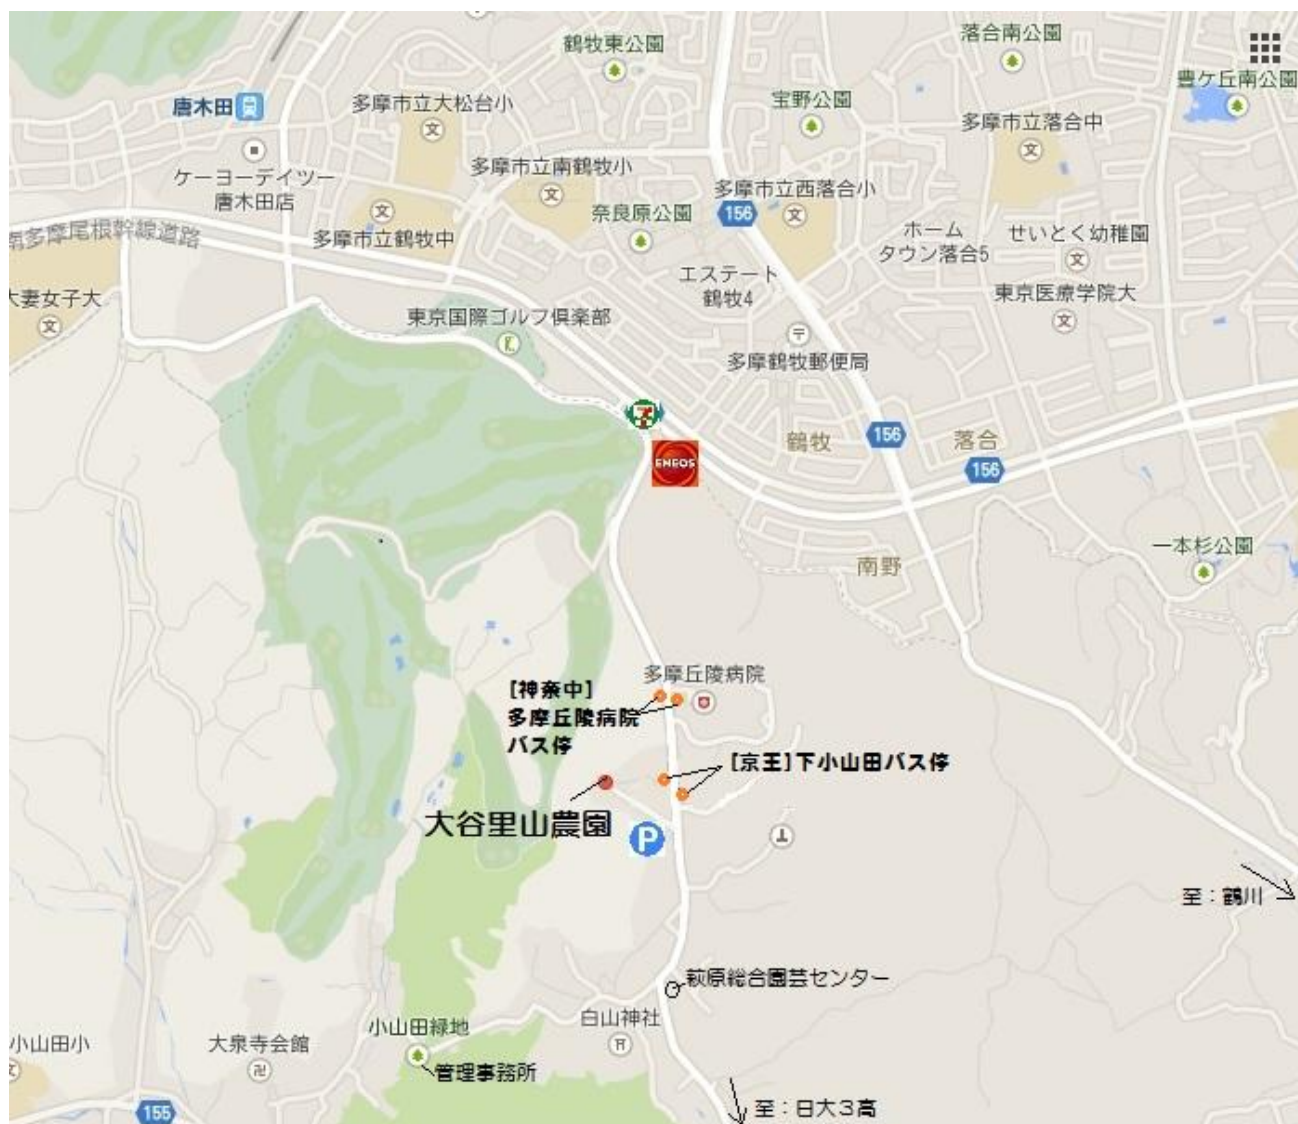 鶴牧東公園
落合南公園
豊ケ丘南公園
唐木田
多摩市立大松台小
宝野公園
多摩市立落合中
ケーヨーデイツー
唐木田店
多摩市立南鶴牧小
多摩市立西落合小
奈良原公園
156
南多摩尾根幹線道路
多摩市立鶴牧中
ホーム
タウン落合5
せいとく幼稚園
エステート
鶴牧4
東京医療学院大
大妻女子大
東京国際ゴルフ倶楽部
多摩鶴牧郵便局
鶴牧
156
落合
156
ENEOS
南野
一本杉公園
多摩丘陵病院
[神奈中]
多摩丘陵病院
バス停
[京王]下小山田バス停
大谷里山農園
P
至：鶴川
萩原総合園芸センター
白山神社
小山田緑地
小山田小
大泉寺会館
管理事務所
155
至：日大３高